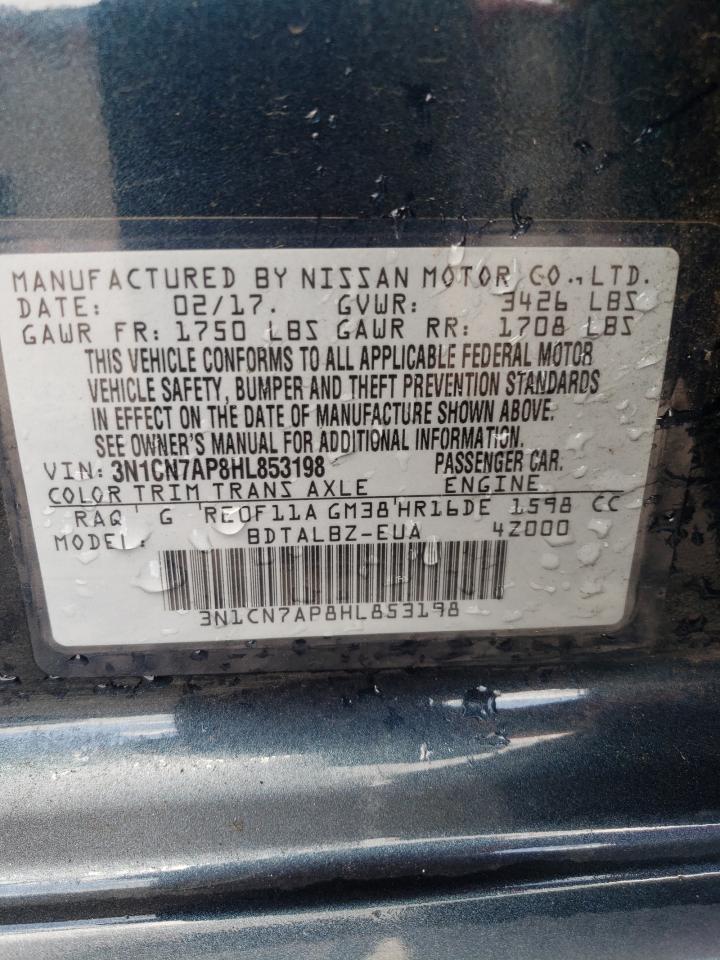 MANUFACTURED BY NISSAN MOTOR CO., LTD.
DATE: 02/17. GVWR: 3426 LBS
GAWR FR: 1750 LBS GAWR RR: 1708 LBS
THIS VEHICLE CONFORMS TO ALL APPLICABLE FEDERAL MOTOR
VEHICLE SAFETY, BUMPER AND THEFT PREVENTION STANDARDS
IN EFFECT ON THE DATE OF MANUFACTURE SHOWN ABOVE.
SEE OWNER'S MANUAL FOR ADDITIONAL INFORMATION.
VIN: 3N1CN7AP8HL853198 PASSENGER CAR.
COLOR TRIM TRANS AXLE ENGINE
RAQ G RE0F11A GM38 HR16DE 1598 CC
MODEL: BDTALBZ-EUA 4Z000
3N1CN7AP8HL853198